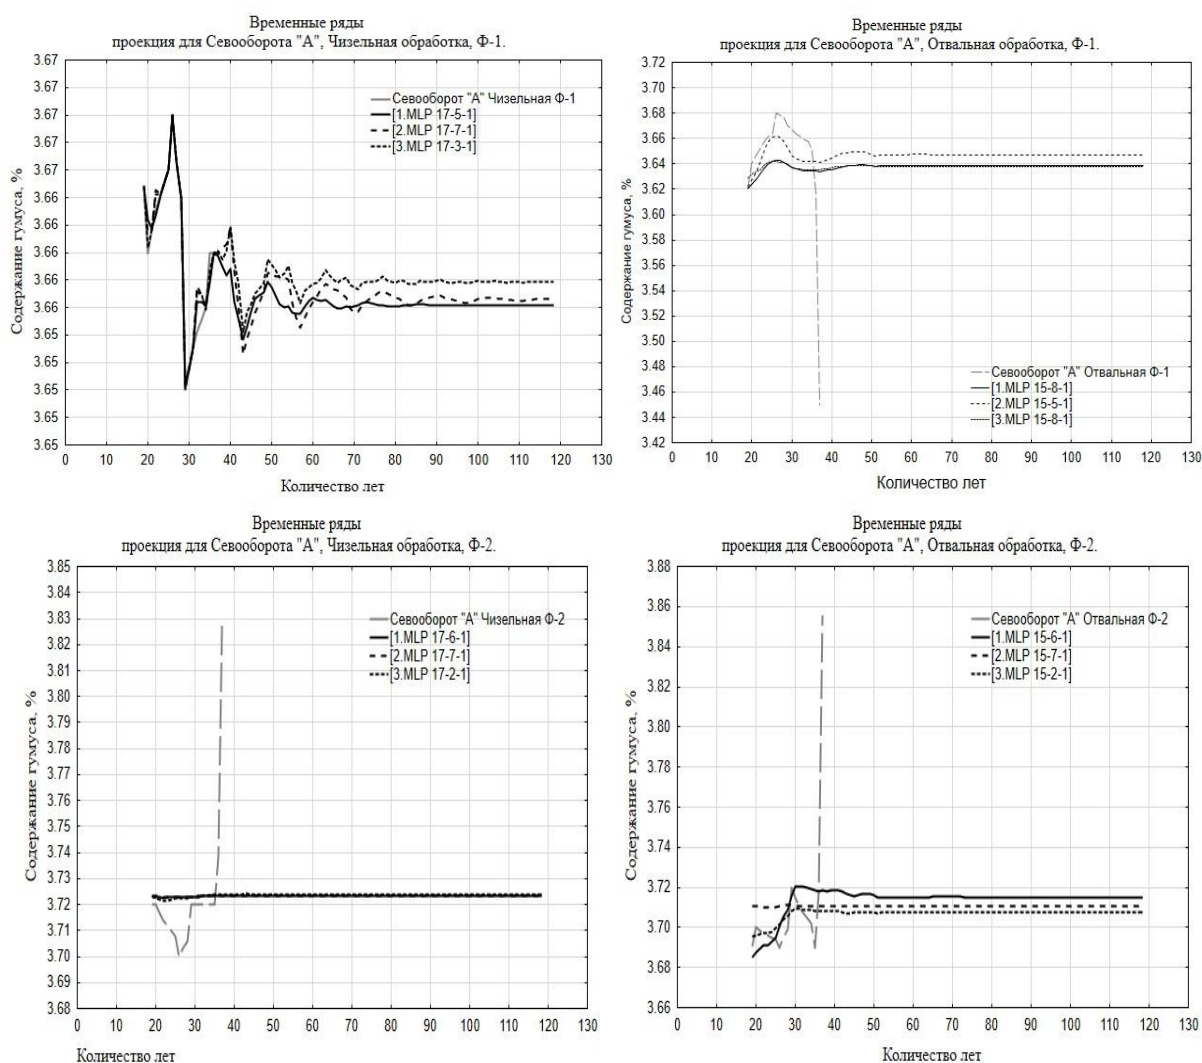 Временные ряды
проекция для Севооборота "А", Чизельная обработка, Ф-1.
3.67
3.67
3.67
3.67
3.67
3.66
3.66
3.66
3.66
3.66
3.65
3.65
3.65
3.65
3.65
Содержание гумуса, %
Севооборот "А" Чизельная Ф-1
[1.MLP 17-5-1]
[2.MLP 17-7-1]
[3.MLP 17-3-1]
0 10 20 30 40 50 60 70 80 90 100 110 120 130
Количество лет
Временные ряды
проекция для Севооборота "А", Отвальная обработка, Ф-1.
3.72
3.70
3.68
3.66
3.64
3.62
3.60
3.58
3.56
3.54
3.52
3.50
3.48
3.46
3.44
3.42
Содержание гумуса, %
Севооборот "А" Отвальная Ф-1
[1.MLP 15-8-1]
[2.MLP 15-5-1]
[3.MLP 15-8-1]
0 10 20 30 40 50 60 70 80 90 100 110 120 130
Количество лет
Временные ряды
проекция для Севооборота "А", Чизельная обработка, Ф-2.
3.85
3.84
3.83
3.82
3.81
3.80
3.79
3.78
3.77
3.76
3.75
3.74
3.73
3.72
3.71
3.70
3.69
3.68
Содержание гумуса, %
Севооборот "А" Чизельная Ф-2
[1.MLP 17-6-1]
[2.MLP 17-7-1]
[3.MLP 17-2-1]
0 10 20 30 40 50 60 70 80 90 100 110 120 130
Количество лет
Временные ряды
проекция для Севооборота "А", Отвальная обработка, Ф-2.
3.88
3.86
3.84
3.82
3.80
3.78
3.76
3.74
3.72
3.70
3.68
3.66
Содержание гумуса, %
Севооборот "А" Отвальная Ф-2
[1.MLP 15-6-1]
[2.MLP 15-7-1]
[3.MLP 15-2-1]
0 10 20 30 40 50 60 70 80 90 100 110 120 130
Количество лет